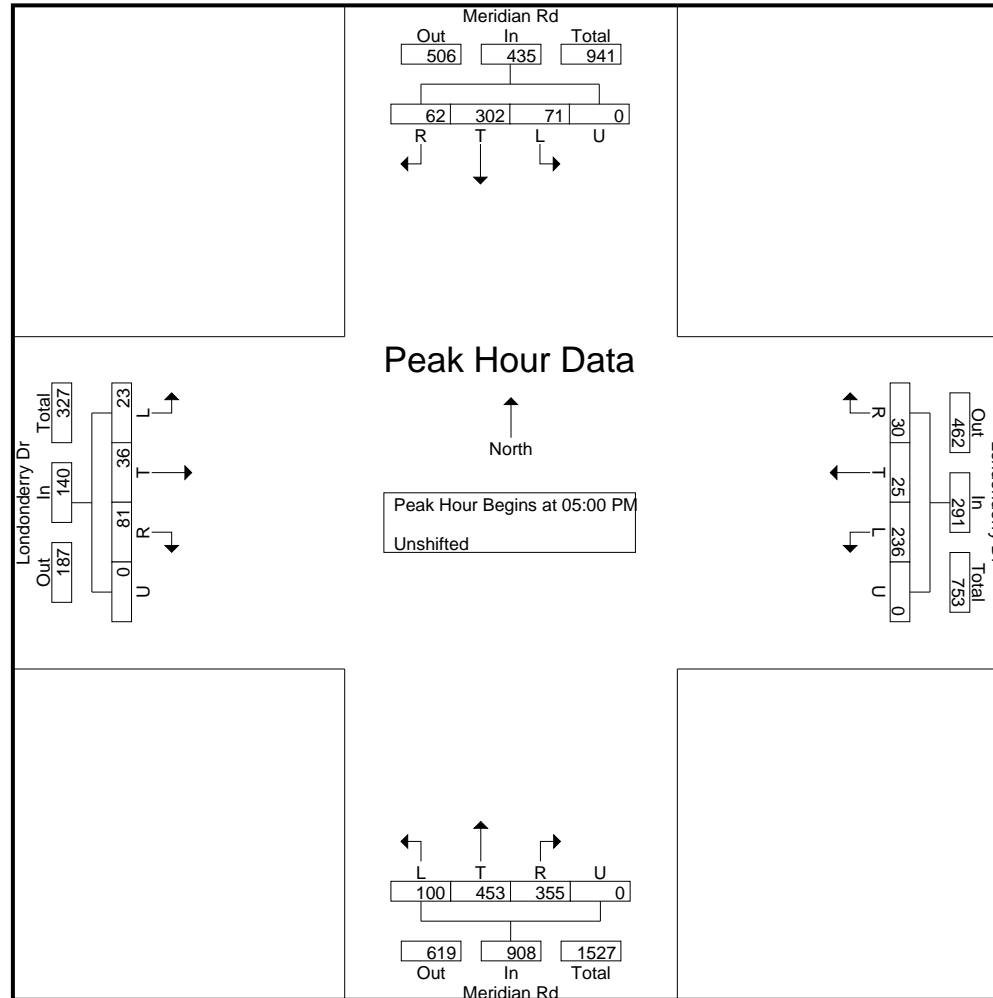 Meridian Rd
Out In Total
506 435 941
62 302 71 0
R T L U
Peak Hour Data
North
Peak Hour Begins at 05:00 PM
Unshifted
Londonderry Dr
Total In Out
327 140 187
23 36 81 0
L T R U
Out In Total
462 291 753
30 25 236 0
R T L U
L T R U
100 453 355 0
619 908 1527
Out In Total
Meridian Rd